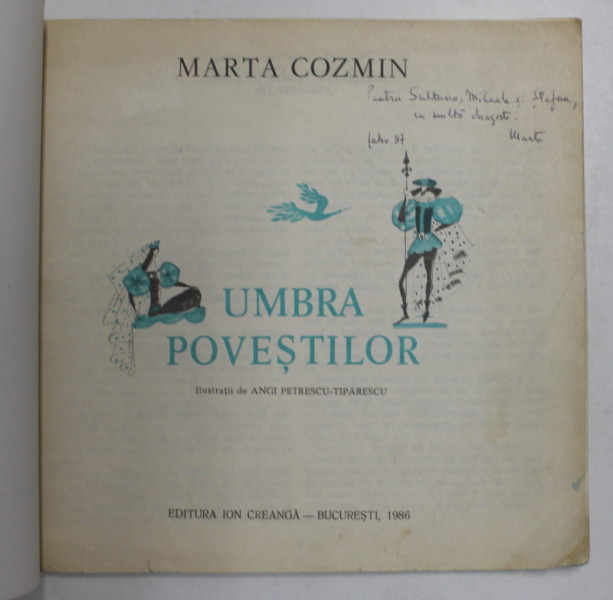 MARTA COZMIN
Pentru Sultana, Mihaela și Ștefan,
cu multă dragoste.
Marta
febr. 87
UMBRA
POVEȘTILOR
Ilustrații de ANGI PETRESCU-TIPĂRESCU
EDITURA ION CREANGĂ — BUCUREȘTI, 1986